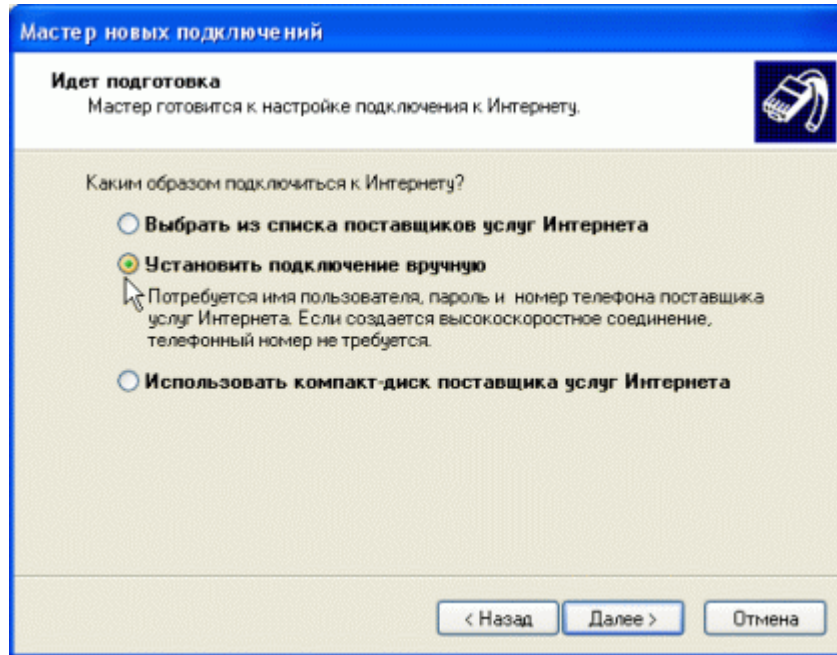 Мастер новых подключений
Идет подготовка
Мастер готовится к настройке подключения к Интернету.
Каким образом подключиться к Интернету?
Выбрать из списка поставщиков услуг Интернета
Установить подключение вручную
Потребуется имя пользователя, пароль и номер телефона поставщика
услуг Интернета. Если создается высокоскоростное соединение,
телефонный номер не требуется.
Использовать компакт-диск поставщика услуг Интернета
< Назад Далее > Отмена